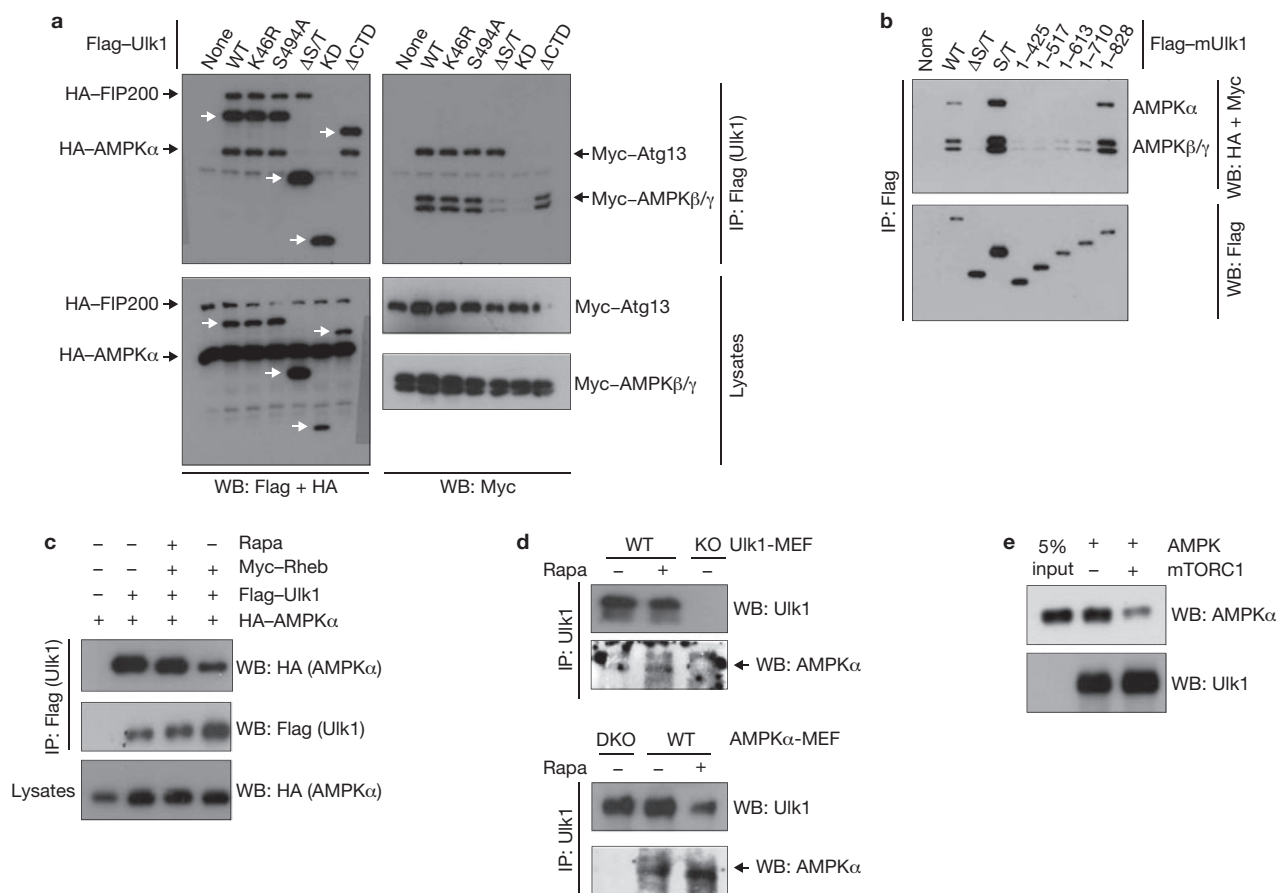 a
Flag–Ulk1
None WT K46R S494A ΔS/T KD ΔCTD
None WT K46R S494A ΔS/T KD ΔCTD
HA–FIP200
HA–AMPKα
Myc–Atg13
Myc–AMPKβ/γ
IP: Flag (Ulk1)
HA–FIP200
HA–AMPKα
Myc–Atg13
Myc–AMPKβ/γ
Lysates
WB: Flag + HA
WB: Myc
b
None WT ΔS/T S/T 1–425 1–517 1–613 1–710 1–828
Flag–mUlk1
AMPKα
AMPKβ/γ
WB: HA + Myc
IP: Flag
WB: Flag
c
– – + – Rapa
– – + + Myc–Rheb
– + + + Flag–Ulk1
+ + + + HA–AMPKα
IP: Flag (Ulk1)
WB: HA (AMPKα)
WB: Flag (Ulk1)
Lysates
WB: HA (AMPKα)
d
WT KO Ulk1-MEF
Rapa – + –
IP: Ulk1
WB: Ulk1
WB: AMPKα
DKO WT AMPKα-MEF
Rapa – – +
IP: Ulk1
WB: Ulk1
WB: AMPKα
e
5% input
+ + AMPK
– + mTORC1
WB: AMPKα
WB: Ulk1